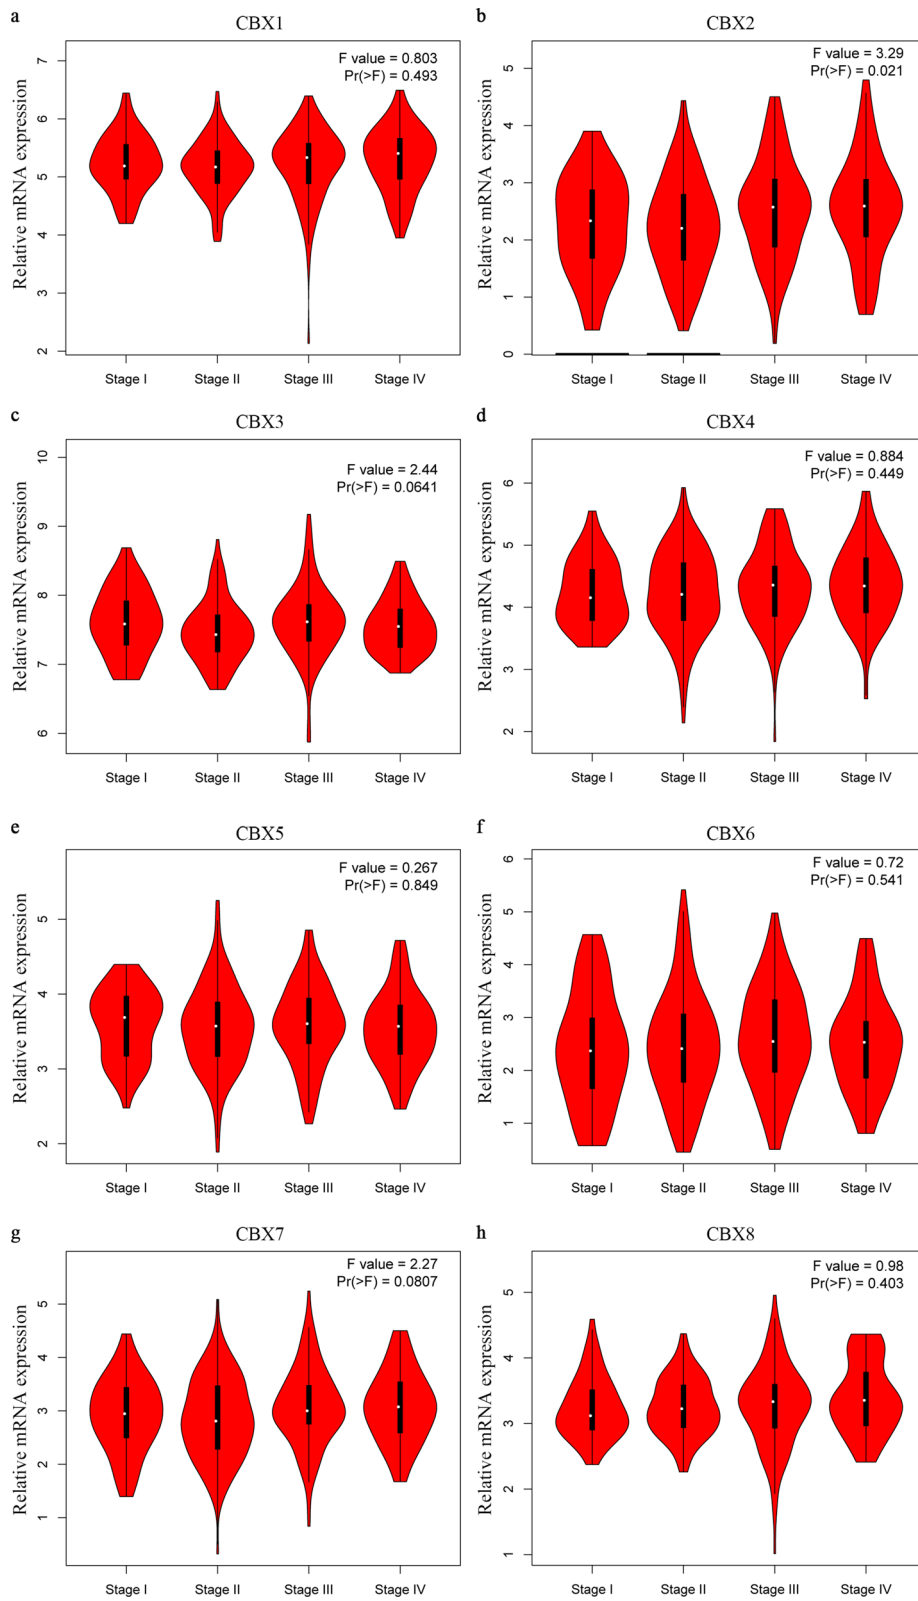 a
CBX1
F value = 0.803
Pr(>F) = 0.493
Relative mRNA expression
7
6
5
4
3
2
Stage I
Stage II
Stage III
Stage IV
b
CBX2
F value = 3.29
Pr(>F) = 0.021
Relative mRNA expression
5
4
3
2
1
0
Stage I
Stage II
Stage III
Stage IV
c
CBX3
F value = 2.44
Pr(>F) = 0.0641
Relative mRNA expression
10
9
8
7
6
Stage I
Stage II
Stage III
Stage IV
d
CBX4
F value = 0.884
Pr(>F) = 0.449
Relative mRNA expression
6
5
4
3
2
Stage I
Stage II
Stage III
Stage IV
e
CBX5
F value = 0.267
Pr(>F) = 0.849
Relative mRNA expression
5
4
3
2
Stage I
Stage II
Stage III
Stage IV
f
CBX6
F value = 0.72
Pr(>F) = 0.541
Relative mRNA expression
6
5
4
3
2
1
Stage I
Stage II
Stage III
Stage IV
g
CBX7
F value = 2.27
Pr(>F) = 0.0807
Relative mRNA expression
5
4
3
2
1
Stage I
Stage II
Stage III
Stage IV
h
CBX8
F value = 0.98
Pr(>F) = 0.403
Relative mRNA expression
5
4
3
2
1
Stage I
Stage II
Stage III
Stage IV